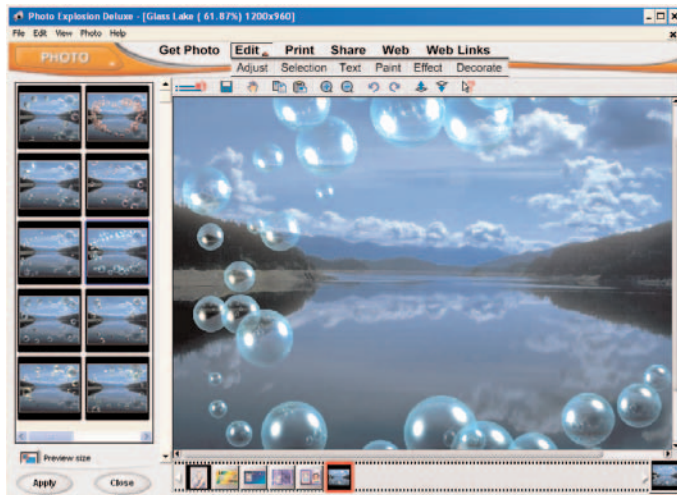 Photo Explosion Deluxe - [Glass Lake ( 61.87%) 1200x960]
File Edit View Photo Help
PHOTO
Get Photo Edit Print Share Web Web Links
Adjust Selection Text Paint Effect Decorate
Preview size
Apply Close